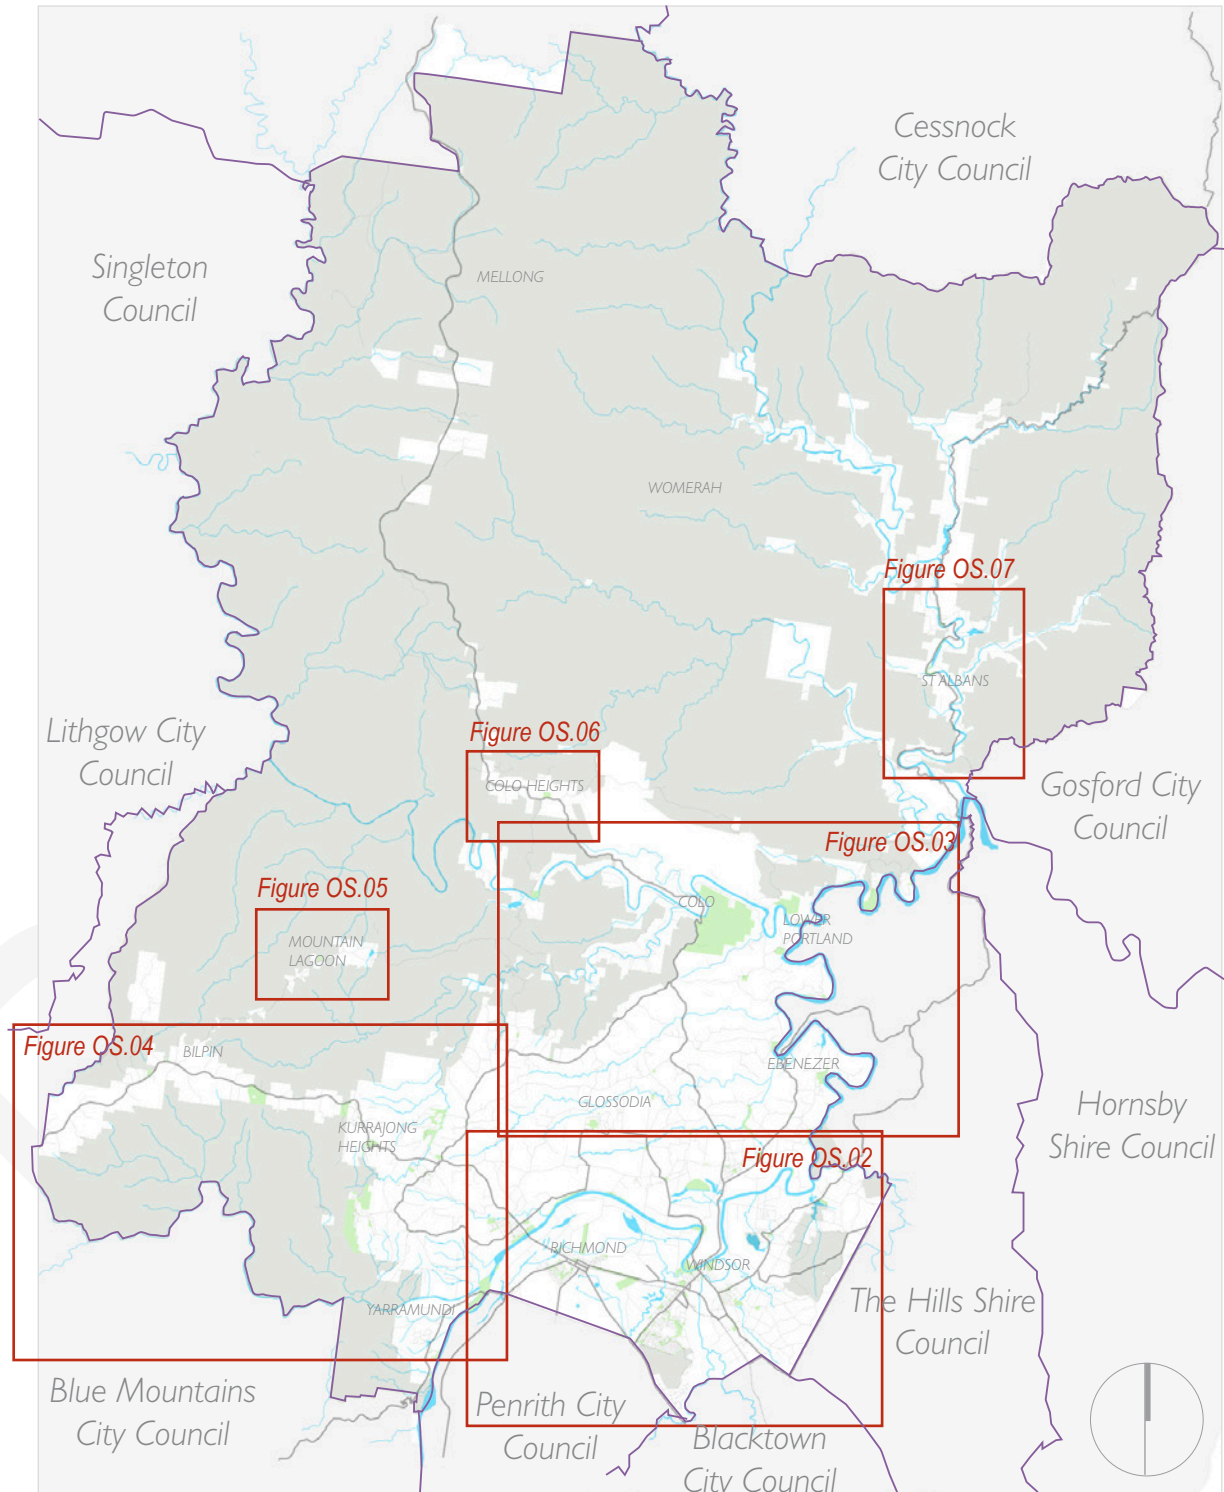 Cessnock
City Council
Singleton
Council
MELLONG
WOMERAH
Figure OS.07
ST ALBANS
Lithgow City
Council
Figure OS.06
COLO HEIGHTS
Gosford City
Council
Figure OS.03
Figure OS.05
COLO
LOWER
PORTLAND
MOUNTAIN
LAGOON
Figure OS.04
BILPIN
EBENEZER
GLOSSODIA
Hornsby
Shire Council
KURRAJONG
HEIGHTS
Figure OS.02
RICHMOND
WINDSOR
YARRAMUNDI
The Hills Shire
Council
Blue Mountains
City Council
Penrith City
Council
Blacktown
City Council